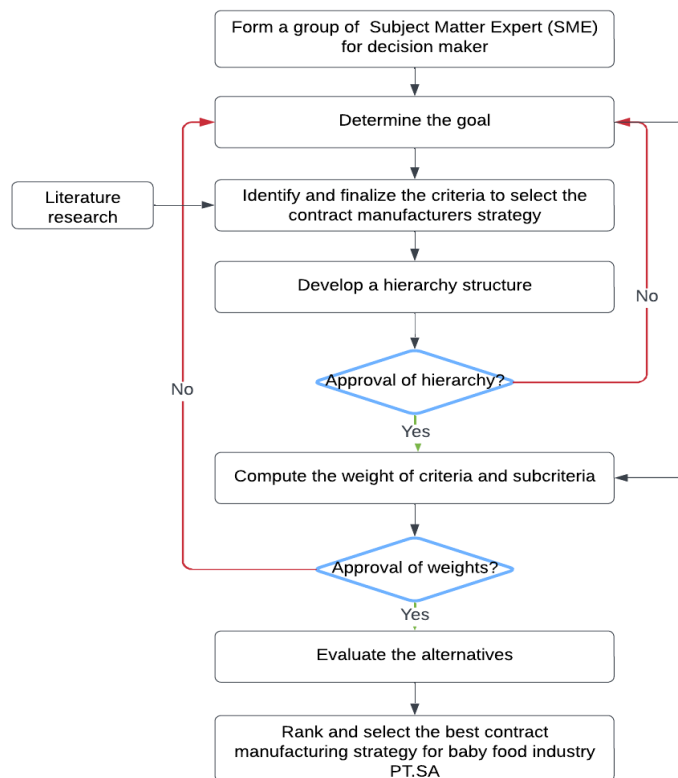 Form a group of  Subject Matter Expert (SME)
for decision maker
Determine the goal
Literature
research
Identify and finalize the criteria to select the
contract manufacturers strategy
Develop a hierarchy structure
No
Approval of hierarchy?
No
Yes
Compute the weight of criteria and subcriteria
Approval of weights?
Yes
Evaluate the alternatives
Rank and select the best contract
manufacturing strategy for baby food industry
PT.SA